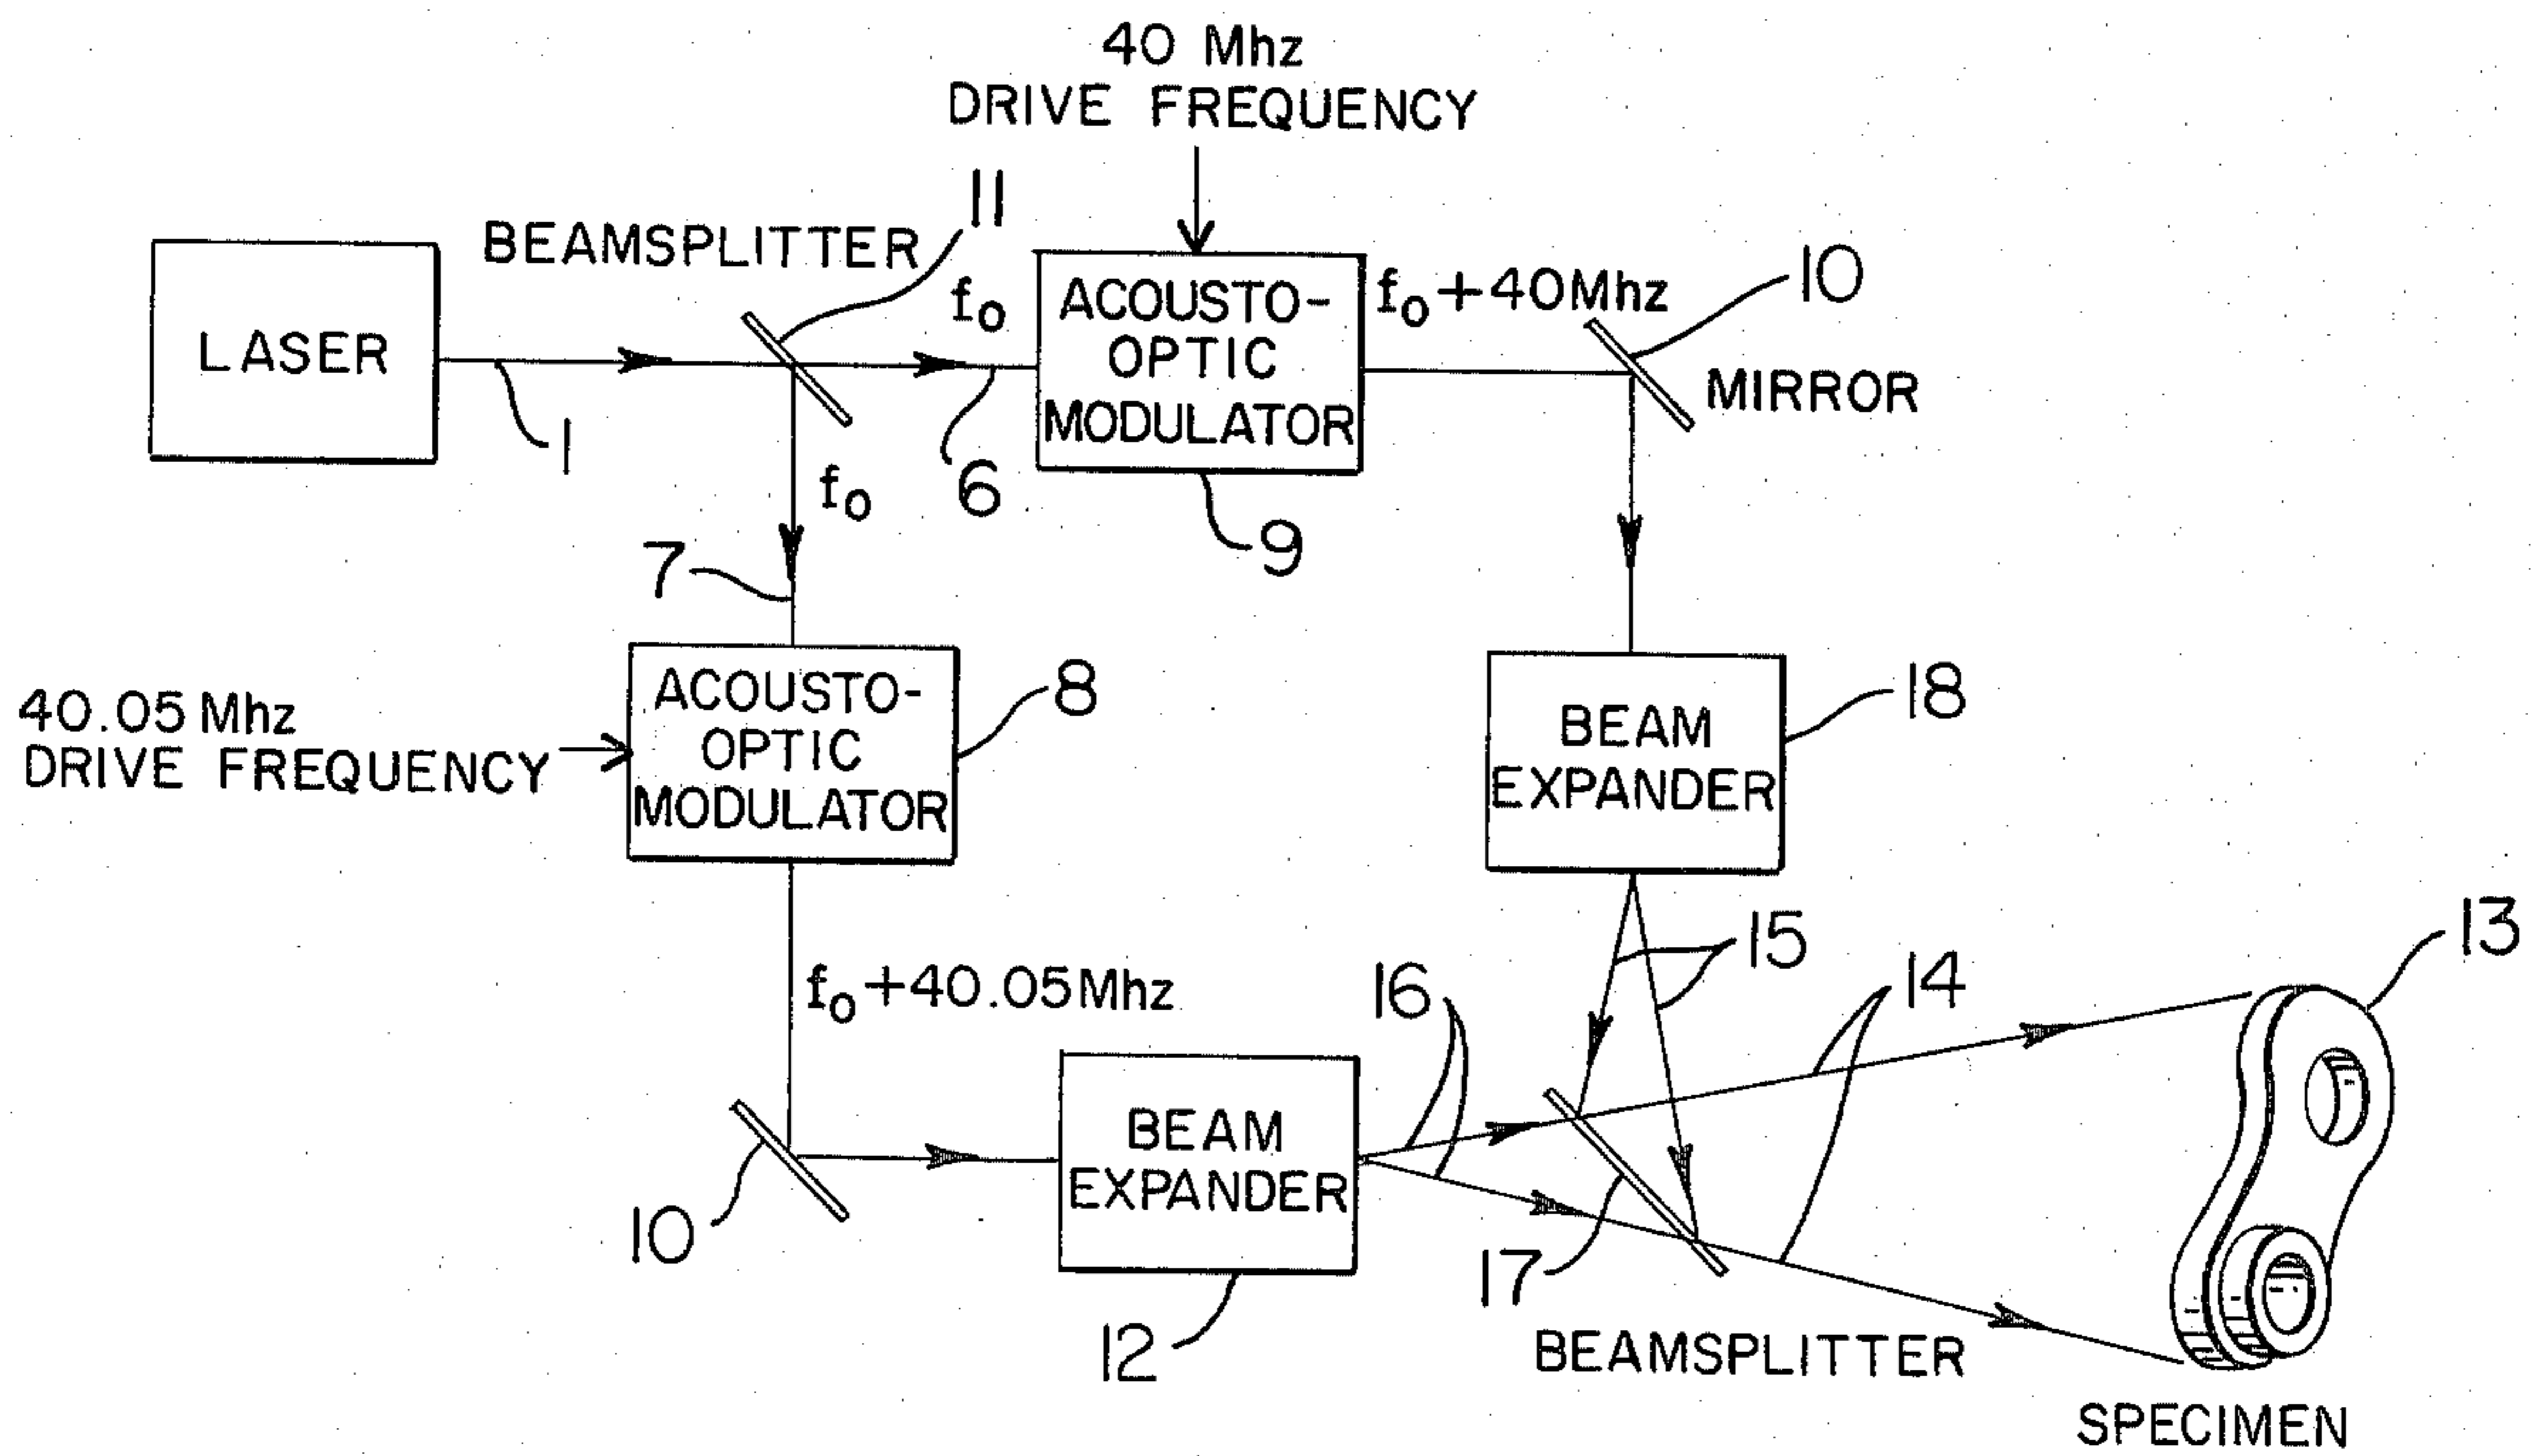 40 Mhz
DRIVE FREQUENCY
11
BEAMSPLITTER
LASER
f₀
ACOUSTO-
OPTIC
MODULATOR
f₀+40Mhz
10
MIRROR
1
f₀
6
9
7
40.05 Mhz
DRIVE FREQUENCY
ACOUSTO-
OPTIC
MODULATOR
8
BEAM
EXPANDER
18
f₀+40.05Mhz
16
15
14
13
10
BEAM
EXPANDER
12
17
BEAMSPLITTER
SPECIMEN